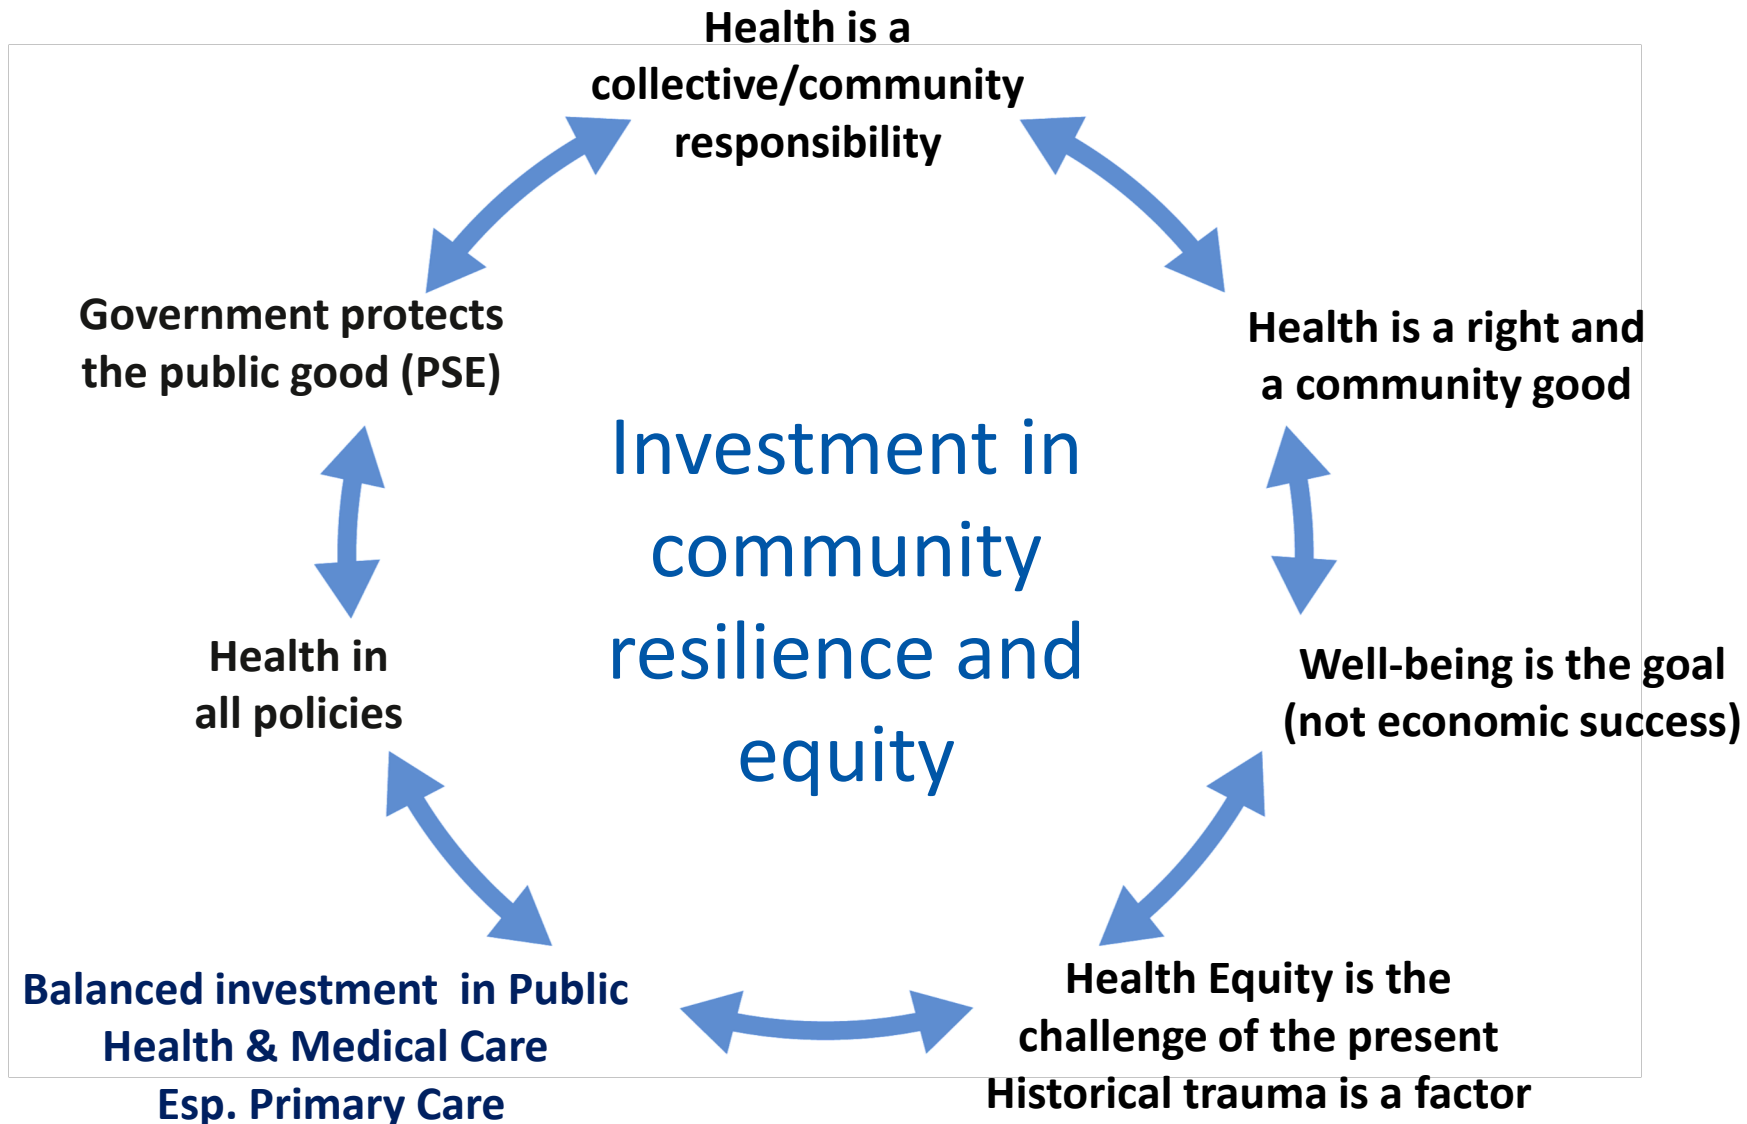 Health is a
collective/community
responsibility
Health is a right and
a community good
Well-being is the goal
(not economic success)
Health Equity is the
challenge of the present
Historical trauma is a factor
Balanced investment  in Public
Health & Medical Care
Esp. Primary Care
Health in
all policies
Government protects
the public good (PSE)
Investment in
community
resilience and
equity